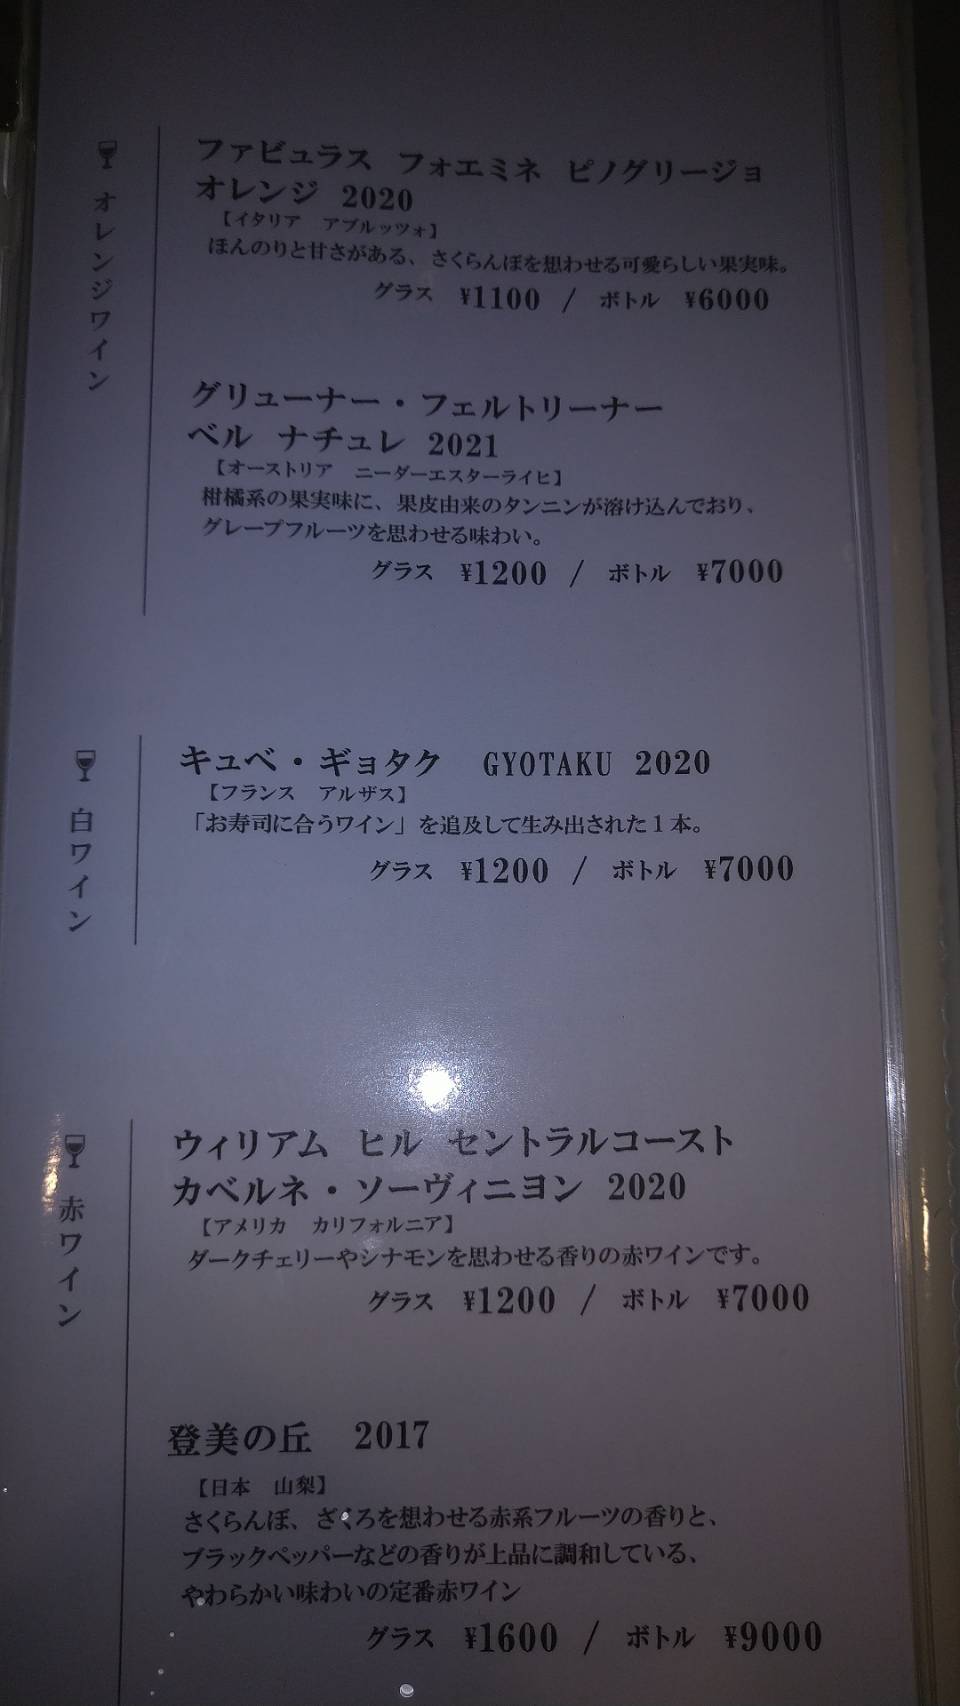 オレンジワイン
ファビュラス フォエミネ ピノグリージョ
オレンジ 2020
【イタリア アブルッツォ】
ほんのりと甘さがある、さくらんぼを想わせる可愛らしい果実味。
グラス ¥1100 / ボトル ¥6000
グリューナー・フェルトリーナー
ベル ナチュレ 2021
【オーストリア ニーダーエスターライヒ】
柑橘系の果実味に、果皮由来のタンニンが溶け込んでおり、
グレープフルーツを思わせる味わい。
グラス ¥1200 / ボトル ¥7000
白ワイン
キュベ・ギョタク GYOTAKU 2020
【フランス アルザス】
「お寿司に合うワイン」を追及して生み出された1本。
グラス ¥1200 / ボトル ¥7000
赤ワイン
ウィリアム ヒル セントラルコースト
カベルネ・ソーヴィニヨン 2020
【アメリカ カリフォルニア】
ダークチェリーやシナモンを思わせる香りの赤ワインです。
グラス ¥1200 / ボトル ¥7000
登美の丘 2017
【日本 山梨】
さくらんぼ、ざくろを想わせる赤系フルーツの香りと、
ブラックペッパーなどの香りが上品に調和している、
やわらかい味わいの定番赤ワイン
グラス ¥1600 / ボトル ¥9000